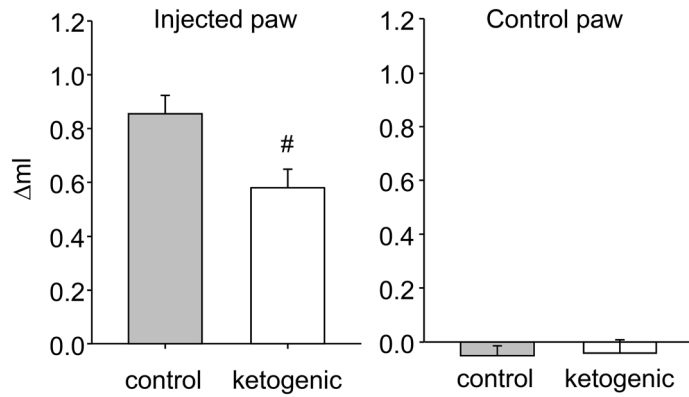 Injected paw
Control paw
1.2
1.0
0.8
0.6
0.4
0.2
0.0
Δml
#
control
ketogenic
1.2
1.0
0.8
0.6
0.4
0.2
0.0
control
ketogenic